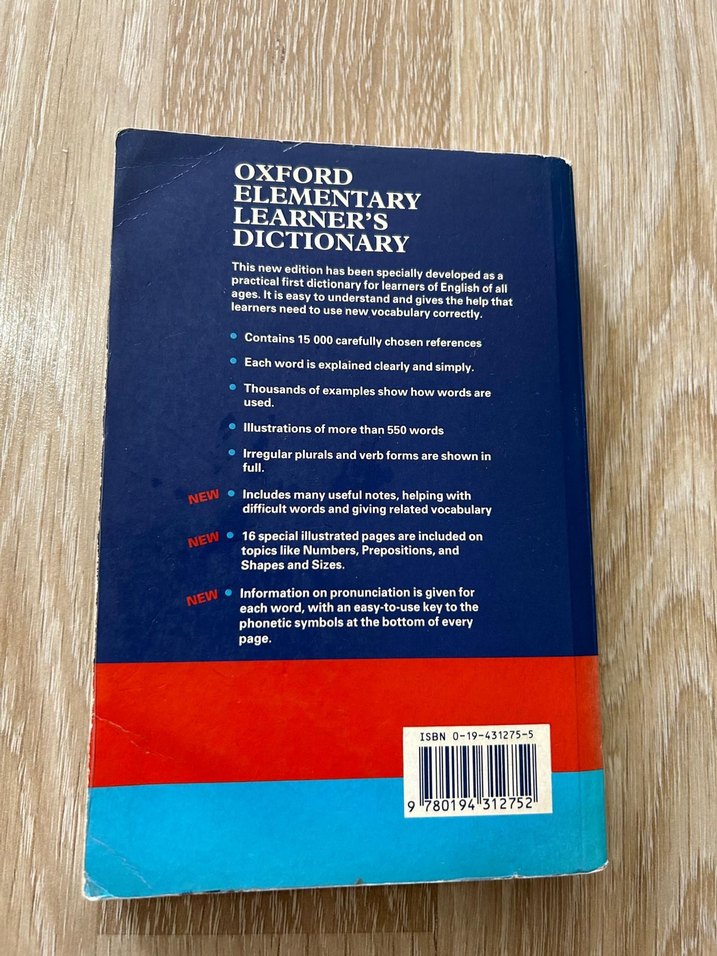 OXFORD
ELEMENTARY
LEARNER'S
DICTIONARY
This new edition has been specially developed as a
practical first dictionary for learners of English of all
ages. It is easy to understand and gives the help that
learners need to use new vocabulary correctly.
• Contains 15 000 carefully chosen references
• Each word is explained clearly and simply.
• Thousands of examples show how words are
used.
• Illustrations of more than 550 words
• Irregular plurals and verb forms are shown in
full.
NEW • Includes many useful notes, helping with
difficult words and giving related vocabulary
NEW • 16 special illustrated pages are included on
topics like Numbers, Prepositions, and
Shapes and Sizes.
NEW • Information on pronunciation is given for
each word, with an easy-to-use key to the
phonetic symbols at the bottom of every
page.
ISBN 0-19-431275-5
9 780194 312752